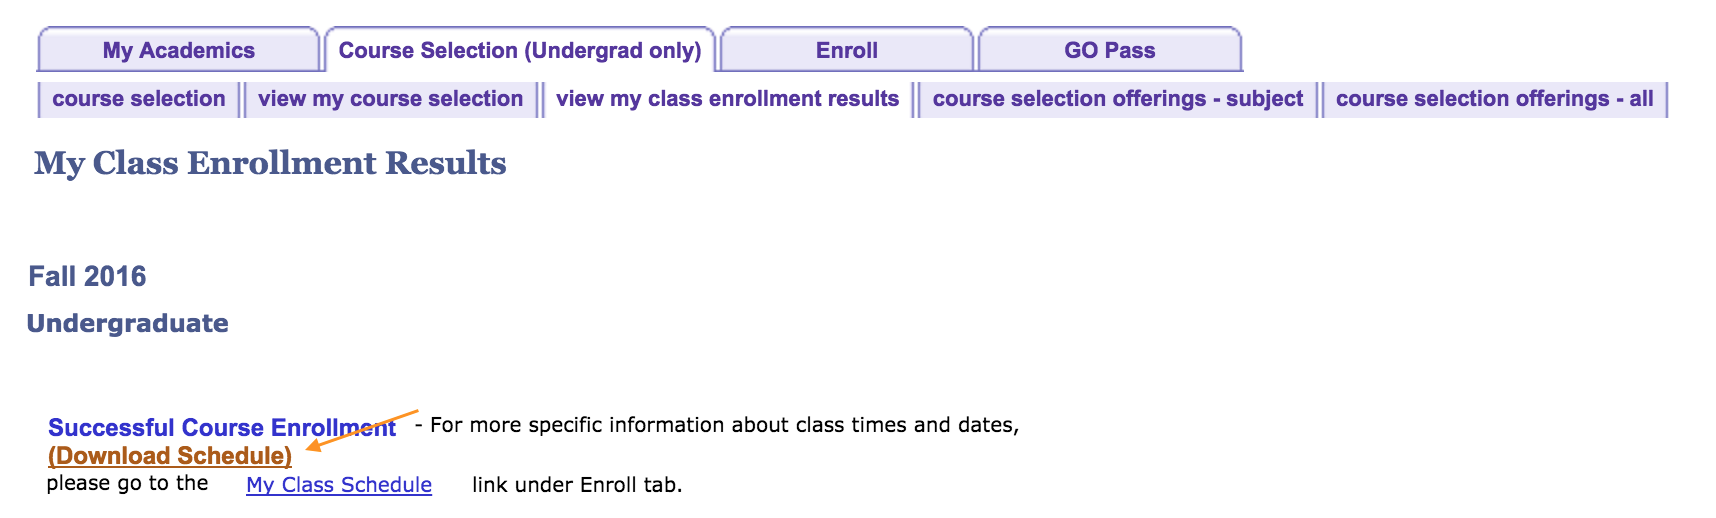 My Academics Course Selection (Undergrad only) Enroll GO Pass
course selection view my course selection view my class enrollment results course selection offerings - subject course selection offerings - all
My Class Enrollment Results
Fall 2016
Undergraduate
Successful Course Enrollment - For more specific information about class times and dates,
(Download Schedule)
please go to the My Class Schedule link under Enroll tab.